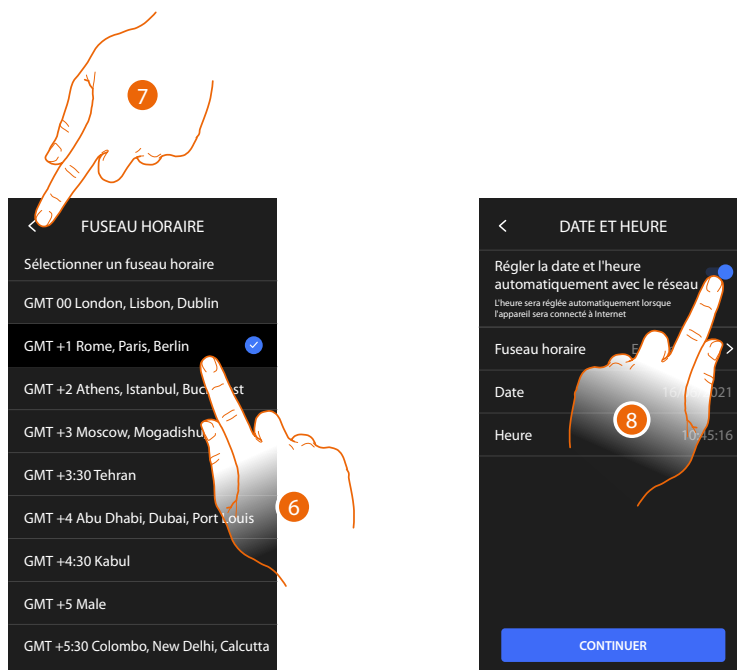 7
FUSEAU HORAIRE
Sélectionner un fuseau horaire
GMT 00 London, Lisbon, Dublin
GMT +1 Rome, Paris, Berlin
GMT +2 Athens, Istanbul,
GMT +3 Moscow, Mogadishu
GMT +3:30 Tehran
GMT +4 Abu Dhabi, Dubai, Port Louis
GMT +4:30 Kabul
GMT +5 Male
GMT +5:30 Colombo, New Delhi, Calcutta
6
DATE ET HEURE
Régler la date et l'heure
automatiquement avec le réseau
L'heure sera réglée automatiquement lorsque
l'appareil sera connecté à Internet
Fuseau horaire
Date
Heure 10:45:16
8
CONTINUER